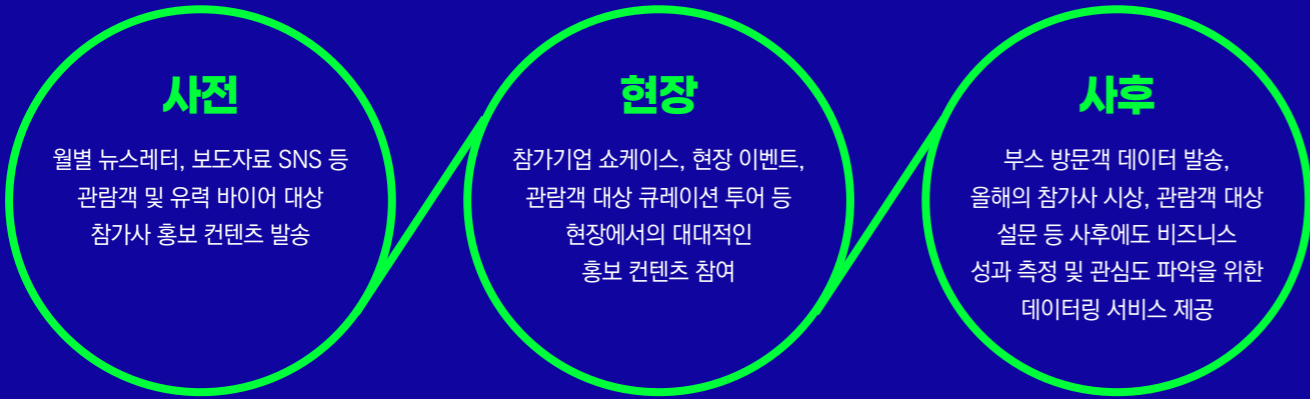 사전
월별 뉴스레터, 보도자료 SNS 등
관람객 및 유력 바이어 대상
참가사 홍보 컨텐츠 발송
현장
참가기업 쇼케이스, 현장 이벤트,
관람객 대상 큐레이션 투어 등
현장에서의 대대적인
홍보 컨텐츠 참여
사후
부스 방문객 데이터 발송,
올해의 참가사 시상, 관람객 대상
설문 등 사후에도 비즈니스
성과 측정 및 관심도 파악을 위한
데이터링 서비스 제공